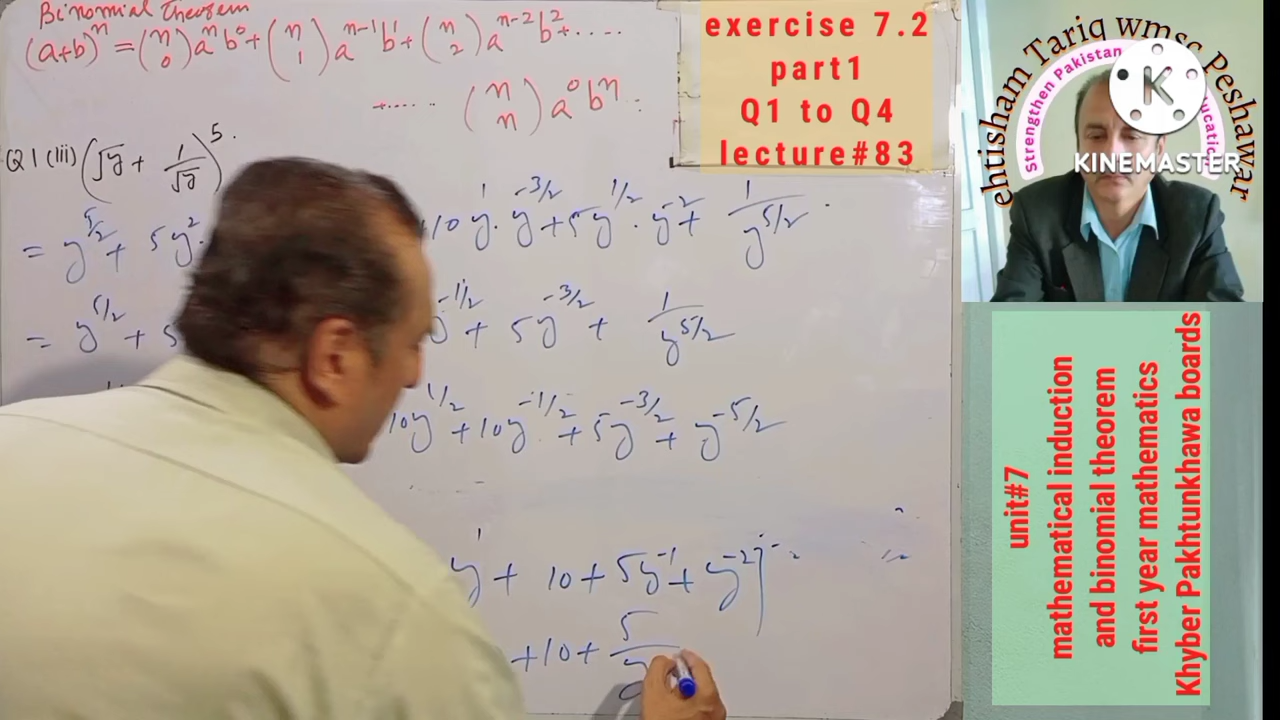 Binomial theorem
(a+b)^n = (n 0) a^n b^0 + (n 1) a^{n-1} b^1 + (n 2) a^{n-2} b^2 + ....
+ ..... (n n) a^0 b^n .
Q1(iii) (√y + 1/√y)^5 .
= y^{5/2} + 5y^2 . +10 y^1 . y^{-3/2} + 5y^{1/2} . y^{-2} + 1/y^{5/2} .
= y^{5/2} + 5 y^{-1/2} + 5y^{-3/2} + 1/y^{5/2}
10y^{1/2} + 10y^{-1/2} + 5y^{-3/2} + y^{-5/2}
y^1 + 10 + 5y^{-1} + y^{-2}]
+10+ 5/y
exercise 7.2
part1
Q1 to Q4
lecture#83
ehtisham Tariq wmsc Peshawar
Strengthen Pakistan
KINEMASTER
unit#7
mathematical induction
and binomial theorem
first year mathematics
Khyber Pakhtunkhawa boards